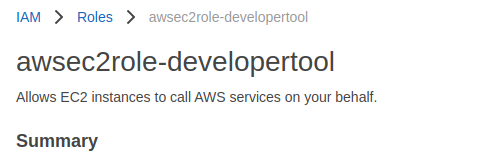 IAM > Roles > awsec2role-developertool
awsec2role-developertool
Allows EC2 instances to call AWS services on your behalf.
Summary